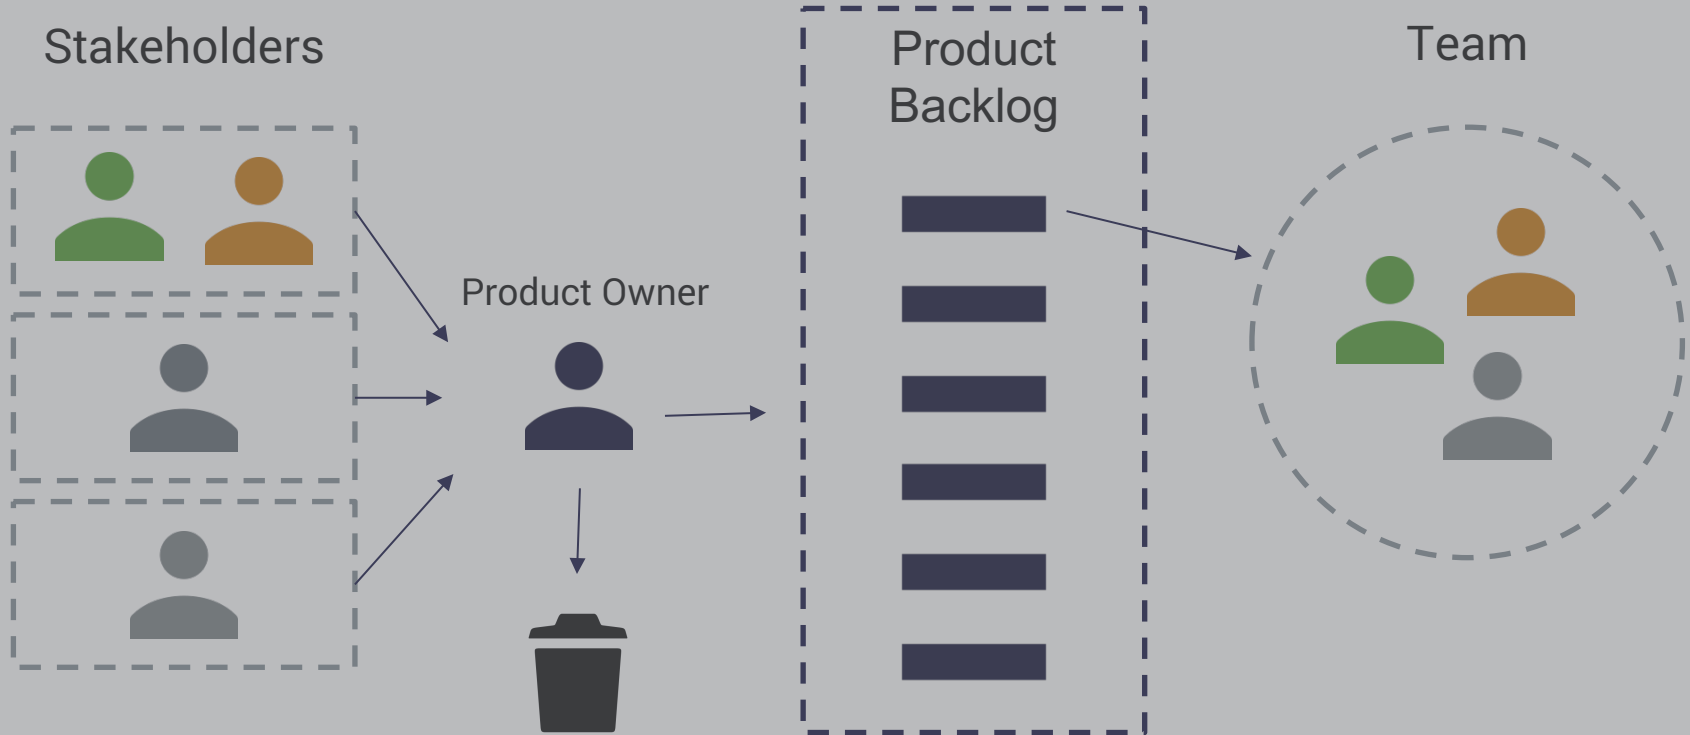 Stakeholders
Product Owner
Product
Backlog
Team